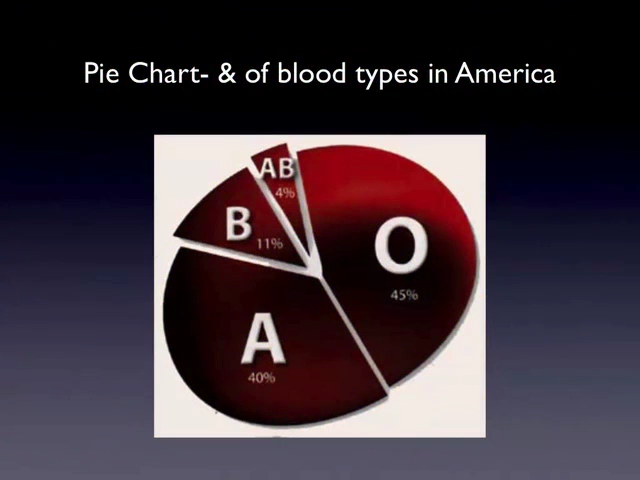 Pie Chart- & of blood types in America
AB
4%
B
11%
O
45%
A
40%